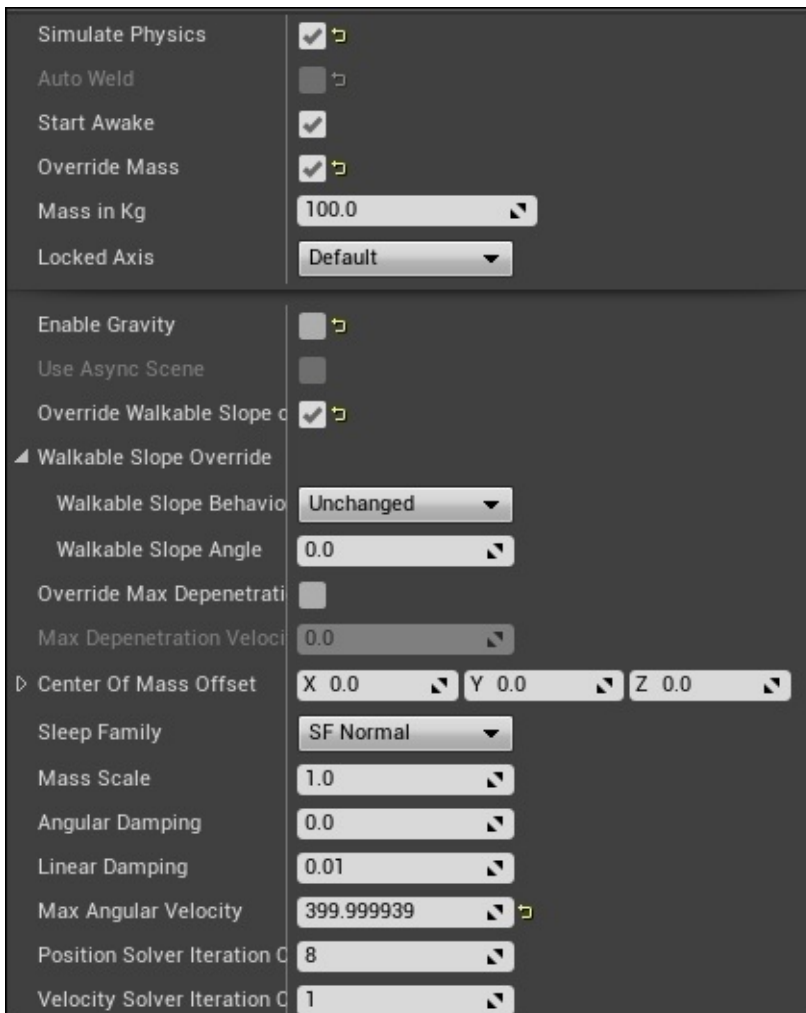 Simulate Physics
Auto Weld
Start Awake
Override Mass
Mass in Kg 100.0
Locked Axis Default
Enable Gravity
Use Async Scene
Override Walkable Slope o
Walkable Slope Override
Walkable Slope Behavio Unchanged
Walkable Slope Angle 0.0
Override Max Depenetrati
Max Depenetration Veloci 0.0
Center Of Mass Offset X 0.0 Y 0.0 Z 0.0
Sleep Family SF Normal
Mass Scale 1.0
Angular Damping 0.0
Linear Damping 0.01
Max Angular Velocity 399.999939
Position Solver Iteration C 8
Velocity Solver Iteration C 1